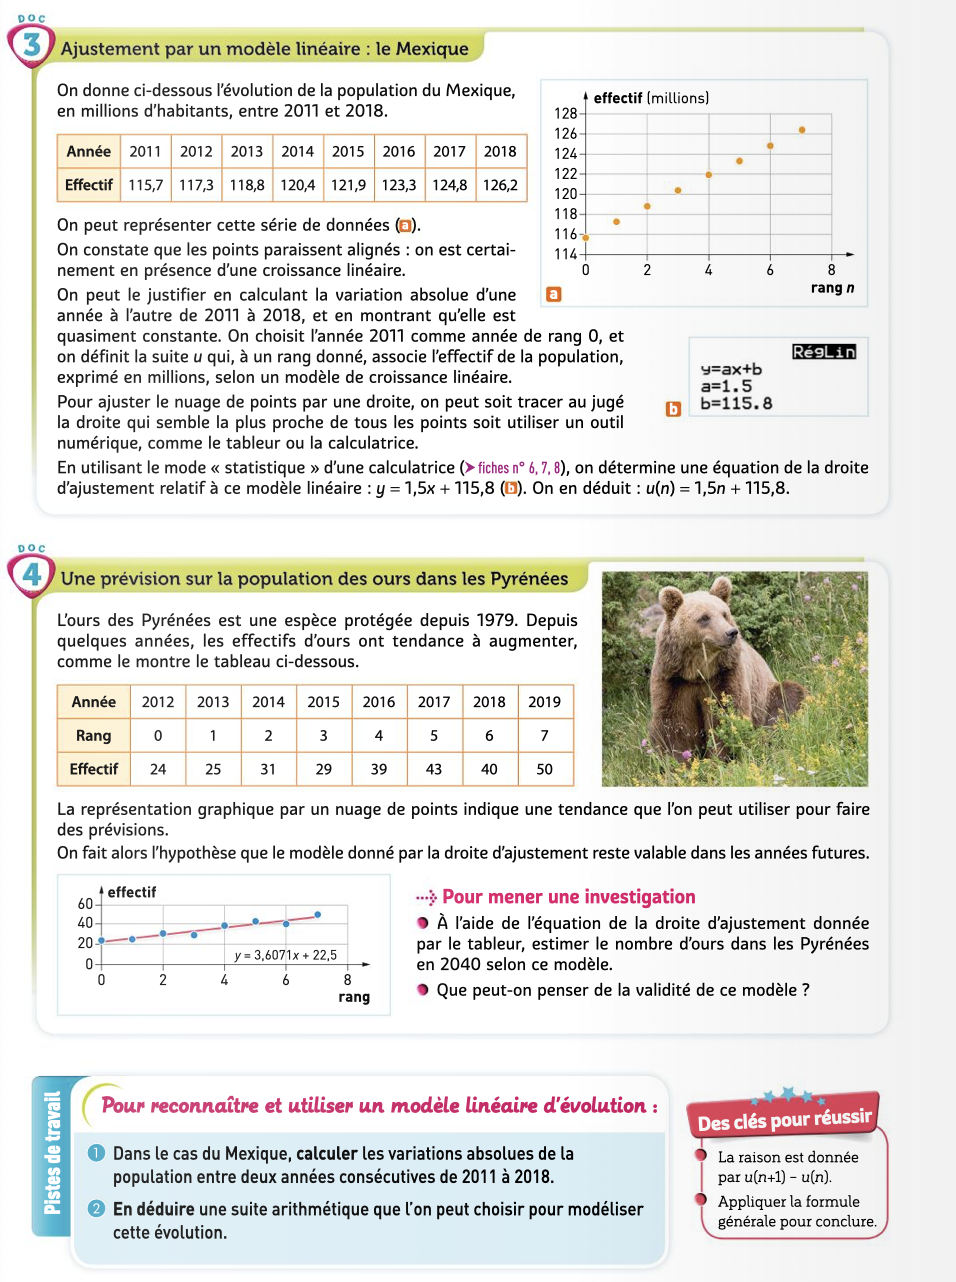 DOC
3
Ajustement par un modèle linéaire : le Mexique
On donne ci-dessous l'évolution de la population du Mexique,
en millions d'habitants, entre 2011 et 2018.
Année 2011 2012 2013 2014 2015 2016 2017 2018
Effectif 115,7 117,3 118,8 120,4 121,9 123,3 124,8 126,2
On peut représenter cette série de données (a).
On constate que les points paraissent alignés : on est certai-
nement en présence d'une croissance linéaire.
On peut le justifier en calculant la variation absolue d'une
année à l'autre de 2011 à 2018, et en montrant qu'elle est
quasiment constante. On choisit l'année 2011 comme année de rang 0, et
on définit la suite u qui, à un rang donné, associe l'effectif de la population,
exprimé en millions, selon un modèle de croissance linéaire.
Pour ajuster le nuage de points par une droite, on peut soit tracer au jugé
la droite qui semble la plus proche de tous les points soit utiliser un outil
numérique, comme le tableur ou la calculatrice.
En utilisant le mode « statistique » d'une calculatrice (➤ fiches n° 6, 7, 8), on détermine une équation de la droite
d'ajustement relatif à ce modèle linéaire : y = 1,5x + 115,8 (b). On en déduit : u(n) = 1,5n + 115,8.
effectif (millions)
128
126
124
122
120
118
116
114
0 2 4 6 8
rang n
a
RégLin
y=ax+b
a=1.5
b=115.8
b
DOC
4
Une prévision sur la population des ours dans les Pyrénées
L'ours des Pyrénées est une espèce protégée depuis 1979. Depuis
quelques années, les effectifs d'ours ont tendance à augmenter,
comme le montre le tableau ci-dessous.
Année 2012 2013 2014 2015 2016 2017 2018 2019
Rang 0 1 2 3 4 5 6 7
Effectif 24 25 31 29 39 43 40 50
La représentation graphique par un nuage de points indique une tendance que l'on peut utiliser pour faire
des prévisions.
On fait alors l'hypothèse que le modèle donné par la droite d'ajustement reste valable dans les années futures.
effectif
60
40
20
0
y = 3,6071x + 22,5
0 2 4 6 8
rang
Pour mener une investigation
À l'aide de l'équation de la droite d'ajustement donnée
par le tableur, estimer le nombre d'ours dans les Pyrénées
en 2040 selon ce modèle.
Que peut-on penser de la validité de ce modèle ?
Pistes de travail
Pour reconnaître et utiliser un modèle linéaire d'évolution :
1 Dans le cas du Mexique, calculer les variations absolues de la
population entre deux années consécutives de 2011 à 2018.
2 En déduire une suite arithmétique que l'on peut choisir pour modéliser
cette évolution.
Des clés pour réussir
La raison est donnée
par u(n+1) – u(n).
Appliquer la formule
générale pour conclure.